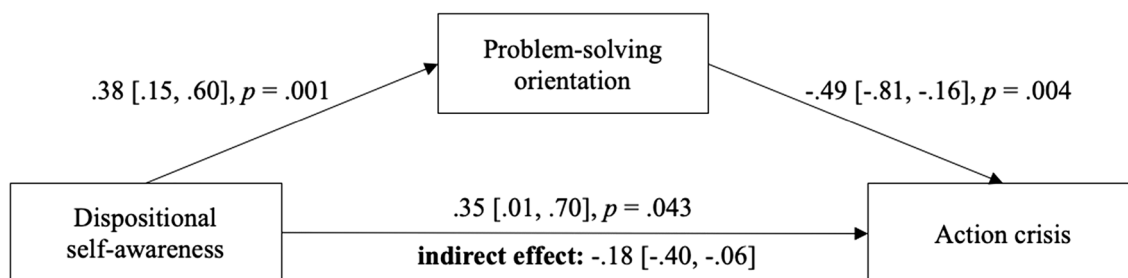 Problem-solving
orientation
.38 [.15, .60], p = .001
-.49 [-.81, -.16], p = .004
Dispositional
self-awareness
.35 [.01, .70], p = .043
indirect effect: -.18 [-.40, -.06]
Action crisis